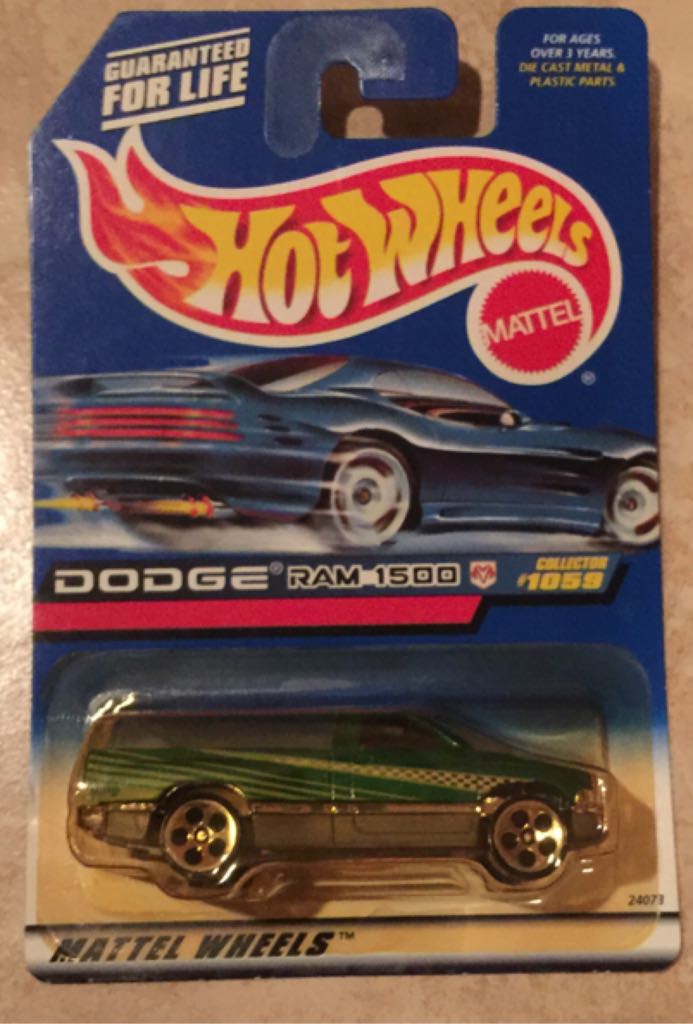 GUARANTEED
FOR LIFE
FOR AGES
OVER 3 YEARS.
DIE CAST METAL &
PLASTIC PARTS.
HOT WHEELS
MATTEL
®
DODGE® RAM 1500
COLLECTOR
#1059
24073
MATTEL WHEELS™